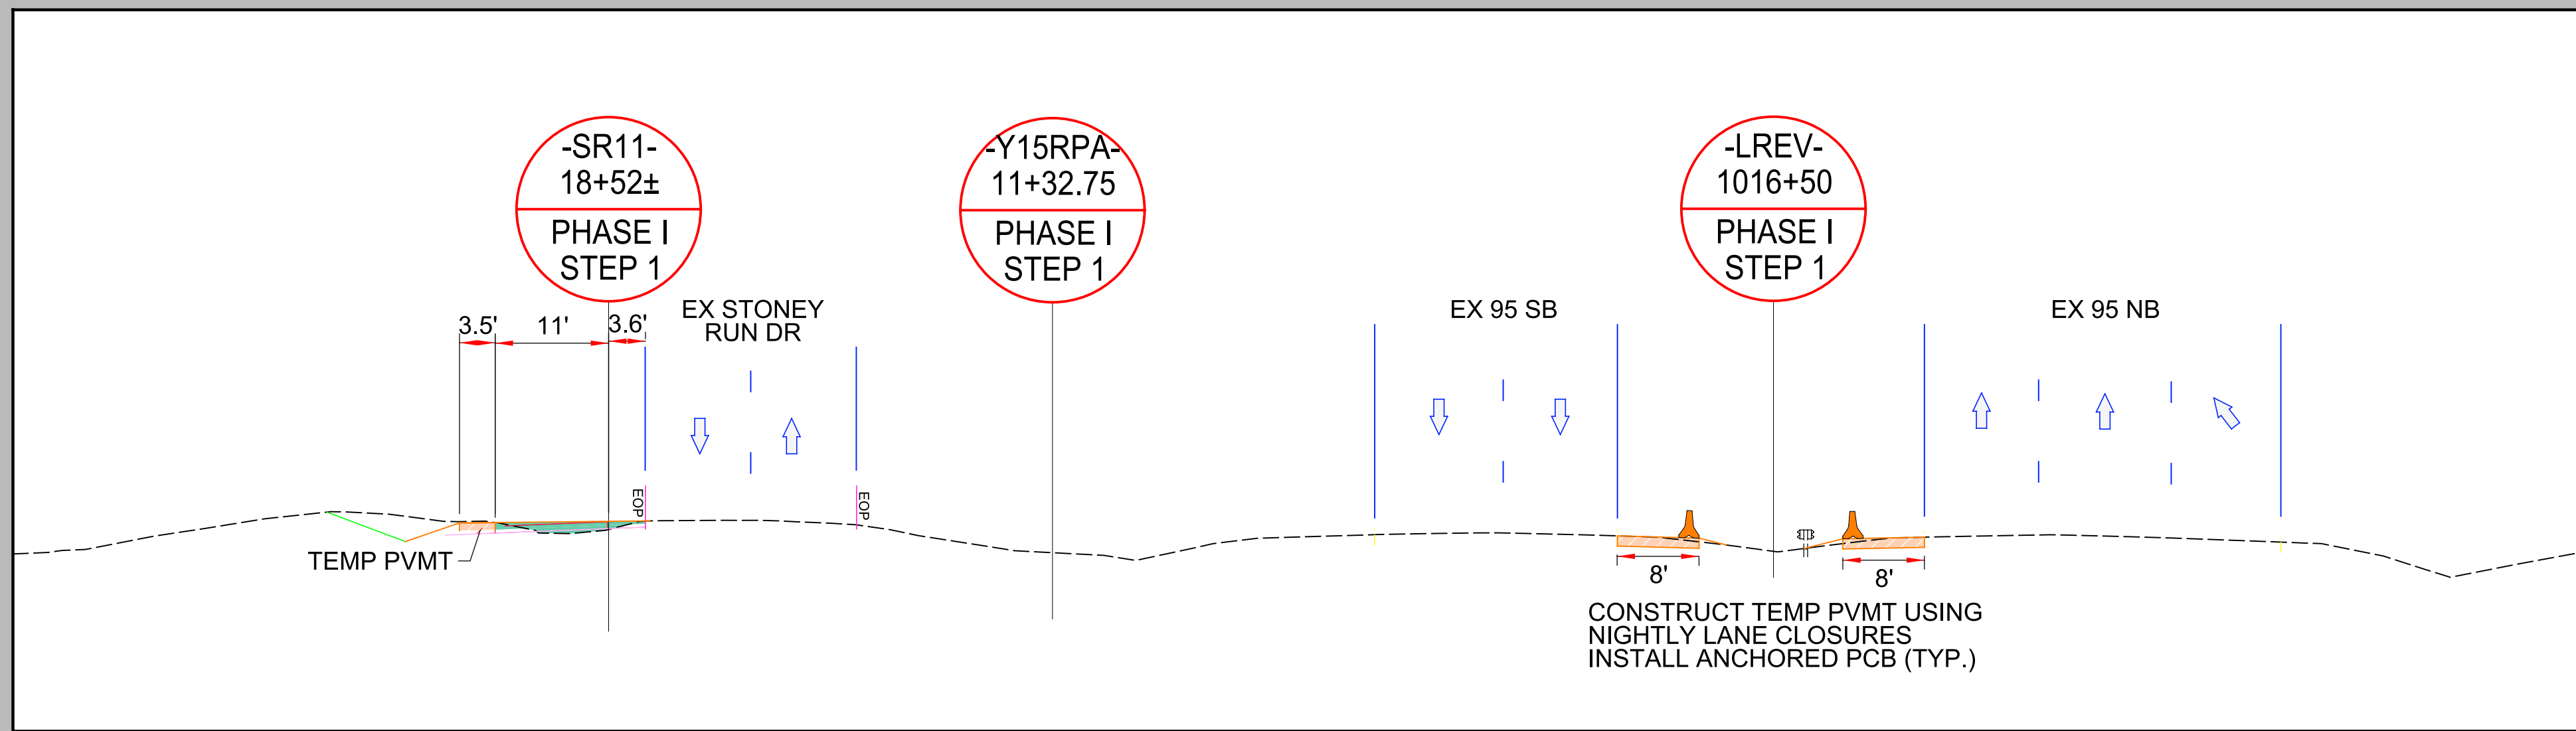 -SR11-
18+52±
PHASE I
STEP 1
-Y15RPA-
11+32.75
PHASE I
STEP 1
-LREV-
1016+50
PHASE I
STEP 1
3.5'
11'
3.6'
EX STONEY
RUN DR
EX 95 SB
EX 95 NB
EOP
EOP
TEMP PVMT
8'
8'
CONSTRUCT TEMP PVMT USING
NIGHTLY LANE CLOSURES
INSTALL ANCHORED PCB (TYP.)